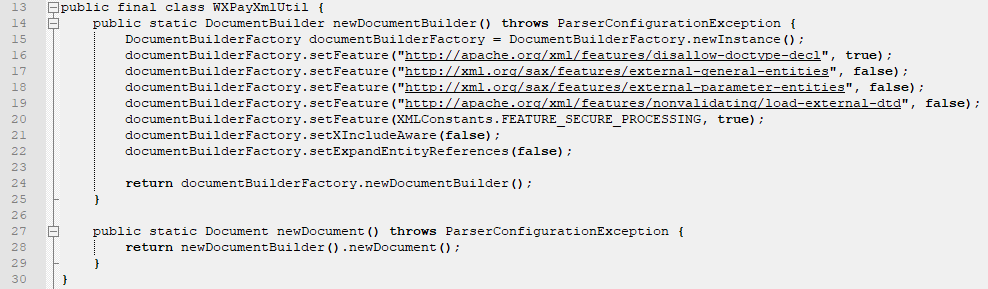 13 public final class WXPayXmlUtil {
14 public static DocumentBuilder newDocumentBuilder() throws ParserConfigurationException {
15 DocumentBuilderFactory documentBuilderFactory = DocumentBuilderFactory.newInstance();
16 documentBuilderFactory.setFeature("http://apache.org/xml/features/disallow-doctype-decl", true);
17 documentBuilderFactory.setFeature("http://xml.org/sax/features/external-general-entities", false);
18 documentBuilderFactory.setFeature("http://xml.org/sax/features/external-parameter-entities", false);
19 documentBuilderFactory.setFeature("http://apache.org/xml/features/nonvalidating/load-external-dtd", false);
20 documentBuilderFactory.setFeature(XMLConstants.FEATURE_SECURE_PROCESSING, true);
21 documentBuilderFactory.setXIncludeAware(false);
22 documentBuilderFactory.setExpandEntityReferences(false);
23
24 return documentBuilderFactory.newDocumentBuilder();
25 }
26
27 public static Document newDocument() throws ParserConfigurationException {
28 return newDocumentBuilder().newDocument();
29 }
30 }